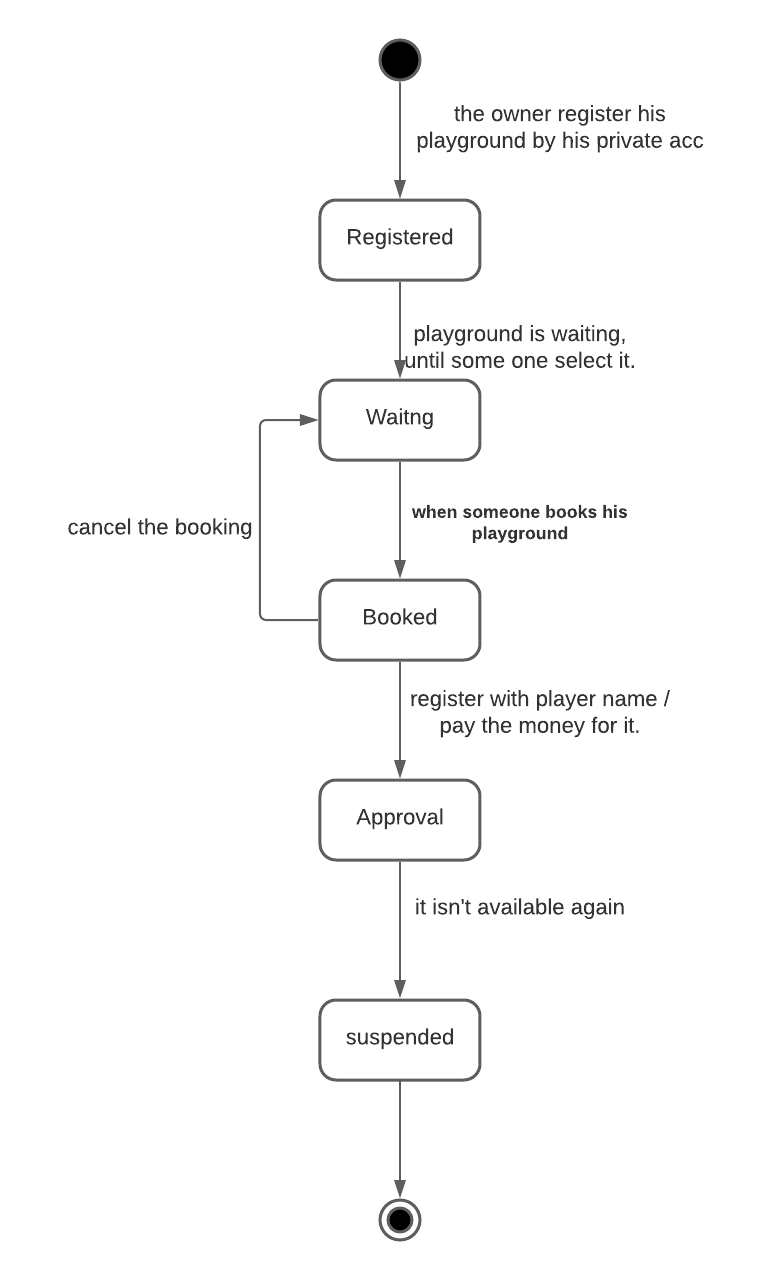 the owner register his
playground by his private acc
Registered
playground is waiting,
until some one select it.
Waitng
when someone books his
playground
cancel the booking
Booked
register with player name /
pay the money for it.
Approval
it isn't available again
suspended